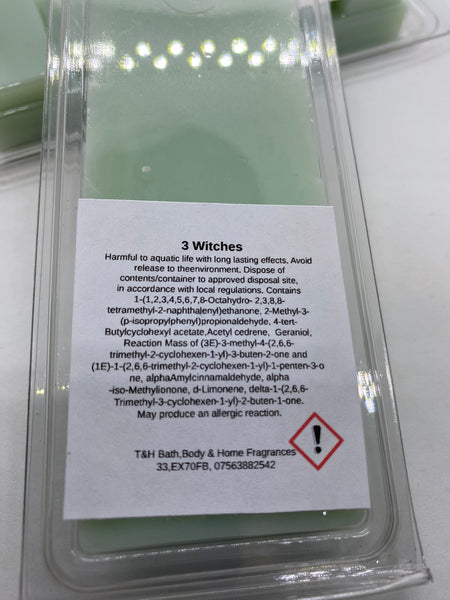 3 Witches
Harmful to aquatic life with long lasting effects. Avoid
release to theenvironment. Dispose of
contents/container to approved disposal site,
in accordance with local regulations. Contains
1-(1,2,3,4,5,6,7,8-Octahydro- 2,3,8,8-
tetramethyl-2-naphthalenyl)ethanone, 2-Methyl-3-
(p-isopropylphenyl)propionaldehyde, 4-tert-
Butylcyclohexyl acetate,Acetyl cedrene,  Geraniol,
Reaction Mass of (3E)-3-methyl-4-(2,6,6-
trimethyl-2-cyclohexen-1-yl)-3-buten-2-one and
(1E)-1-(2,6,6-trimethyl-2-cyclohexen-1-yl)-1-penten-3-o
ne, alphaAmylcinnamaldehyde, alpha
-iso-Methylionone, d-Limonene, delta-1-(2,6,6-
Trimethyl-3-cyclohexen-1-yl)-2-buten-1-one.
May produce an allergic reaction.
!
T&H Bath,Body & Home Fragrances
33,EX70FB, 07563882542